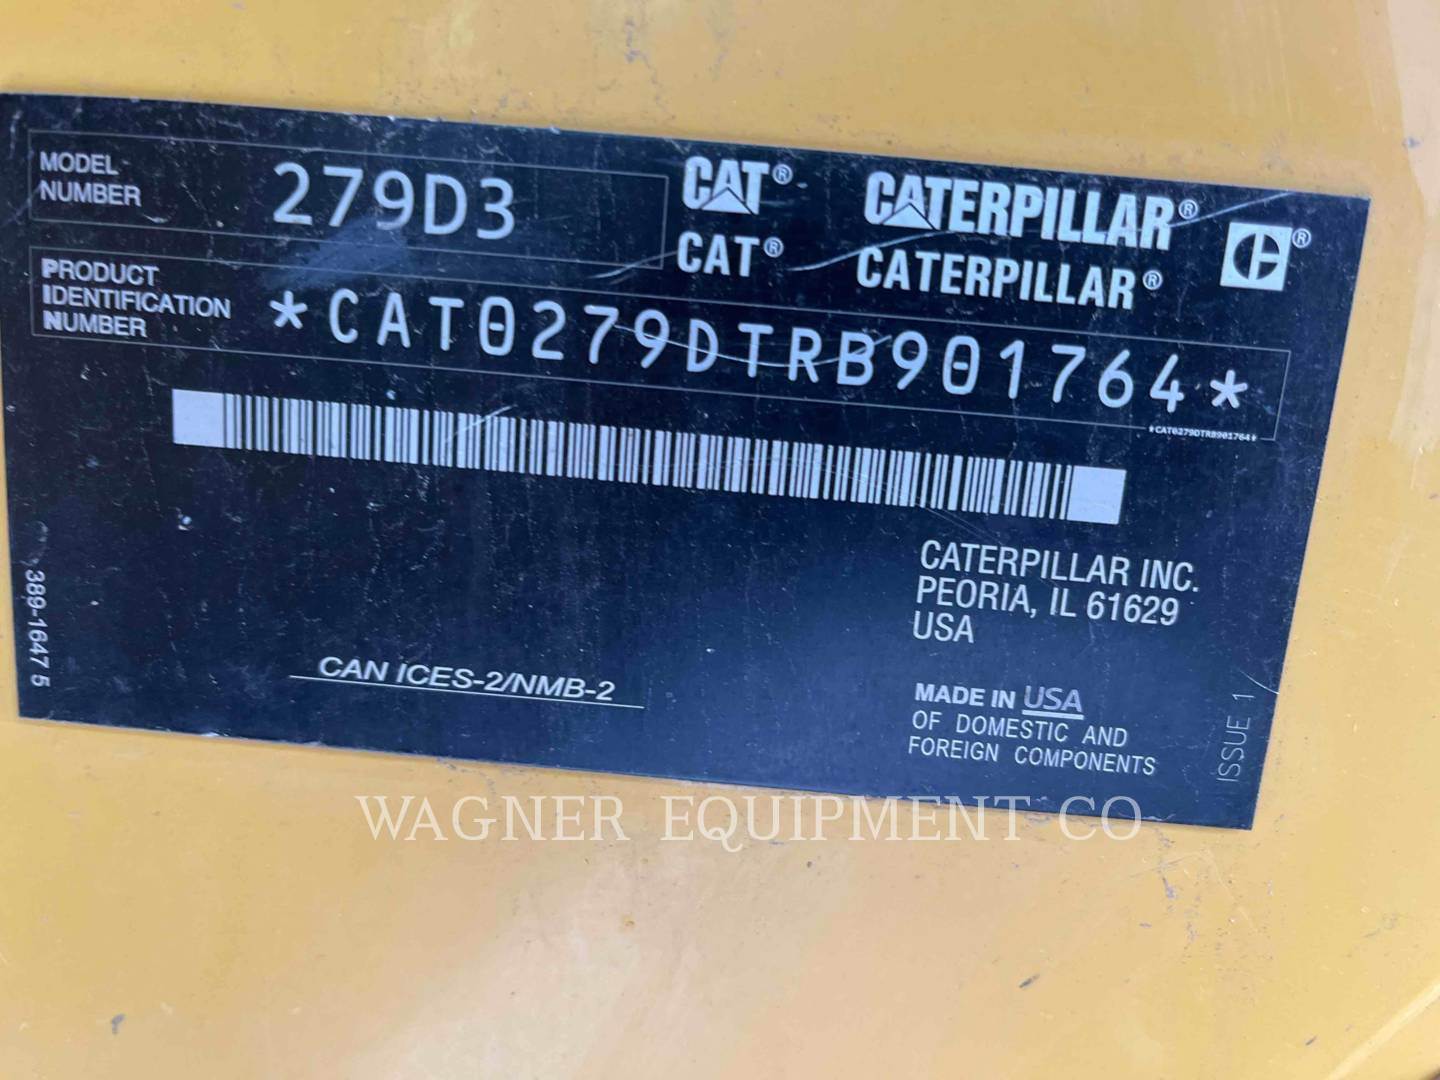 MODEL
NUMBER
279D3
CAT® CATERPILLAR® ®
CAT® CATERPILLAR®
PRODUCT
IDENTIFICATION
NUMBER
*CAT0279DTRB901764*
*CAT0279DTRB901764*
389-1647 5
CATERPILLAR INC.
PEORIA, IL 61629
USA
CAN ICES-2/NMB-2
MADE IN USA
OF DOMESTIC AND
FOREIGN COMPONENTS
ISSUE 1
WAGNER EQUIPMENT CO